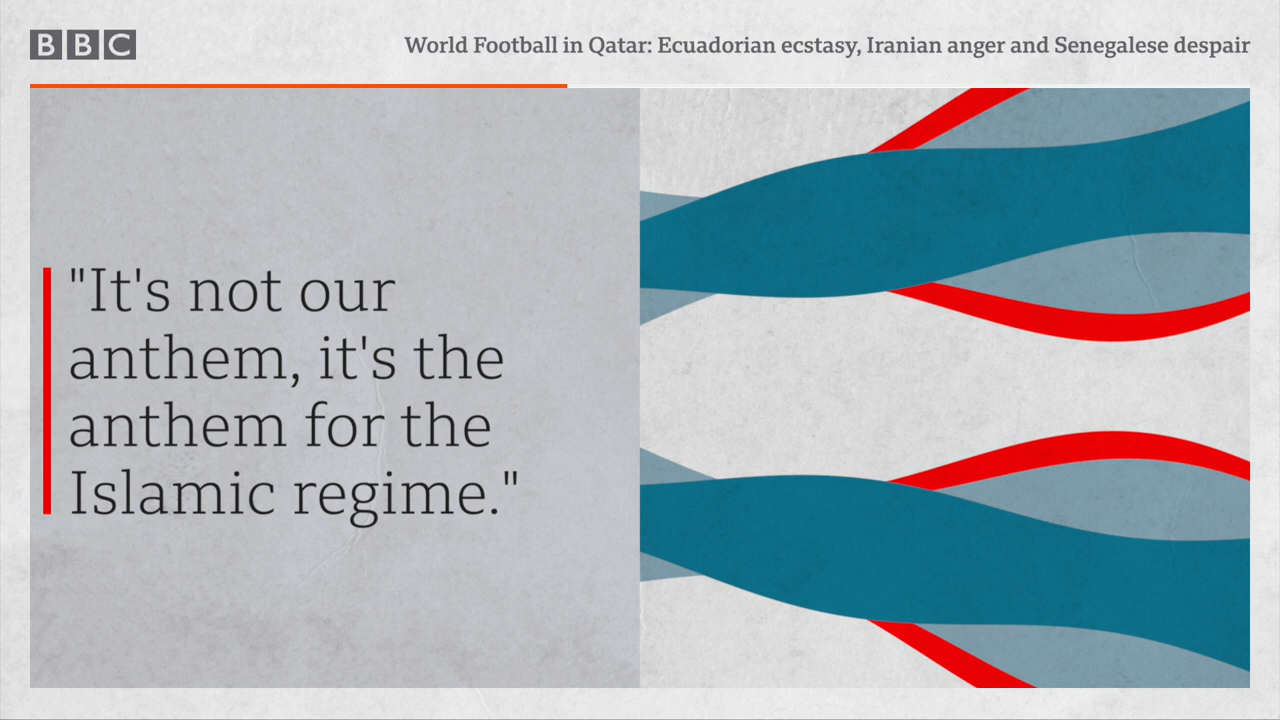 BBC
World Football in Qatar: Ecuadorian ecstasy, Iranian anger and Senegalese despair
"It's not our
anthem, it's the
anthem for the
Islamic regime."